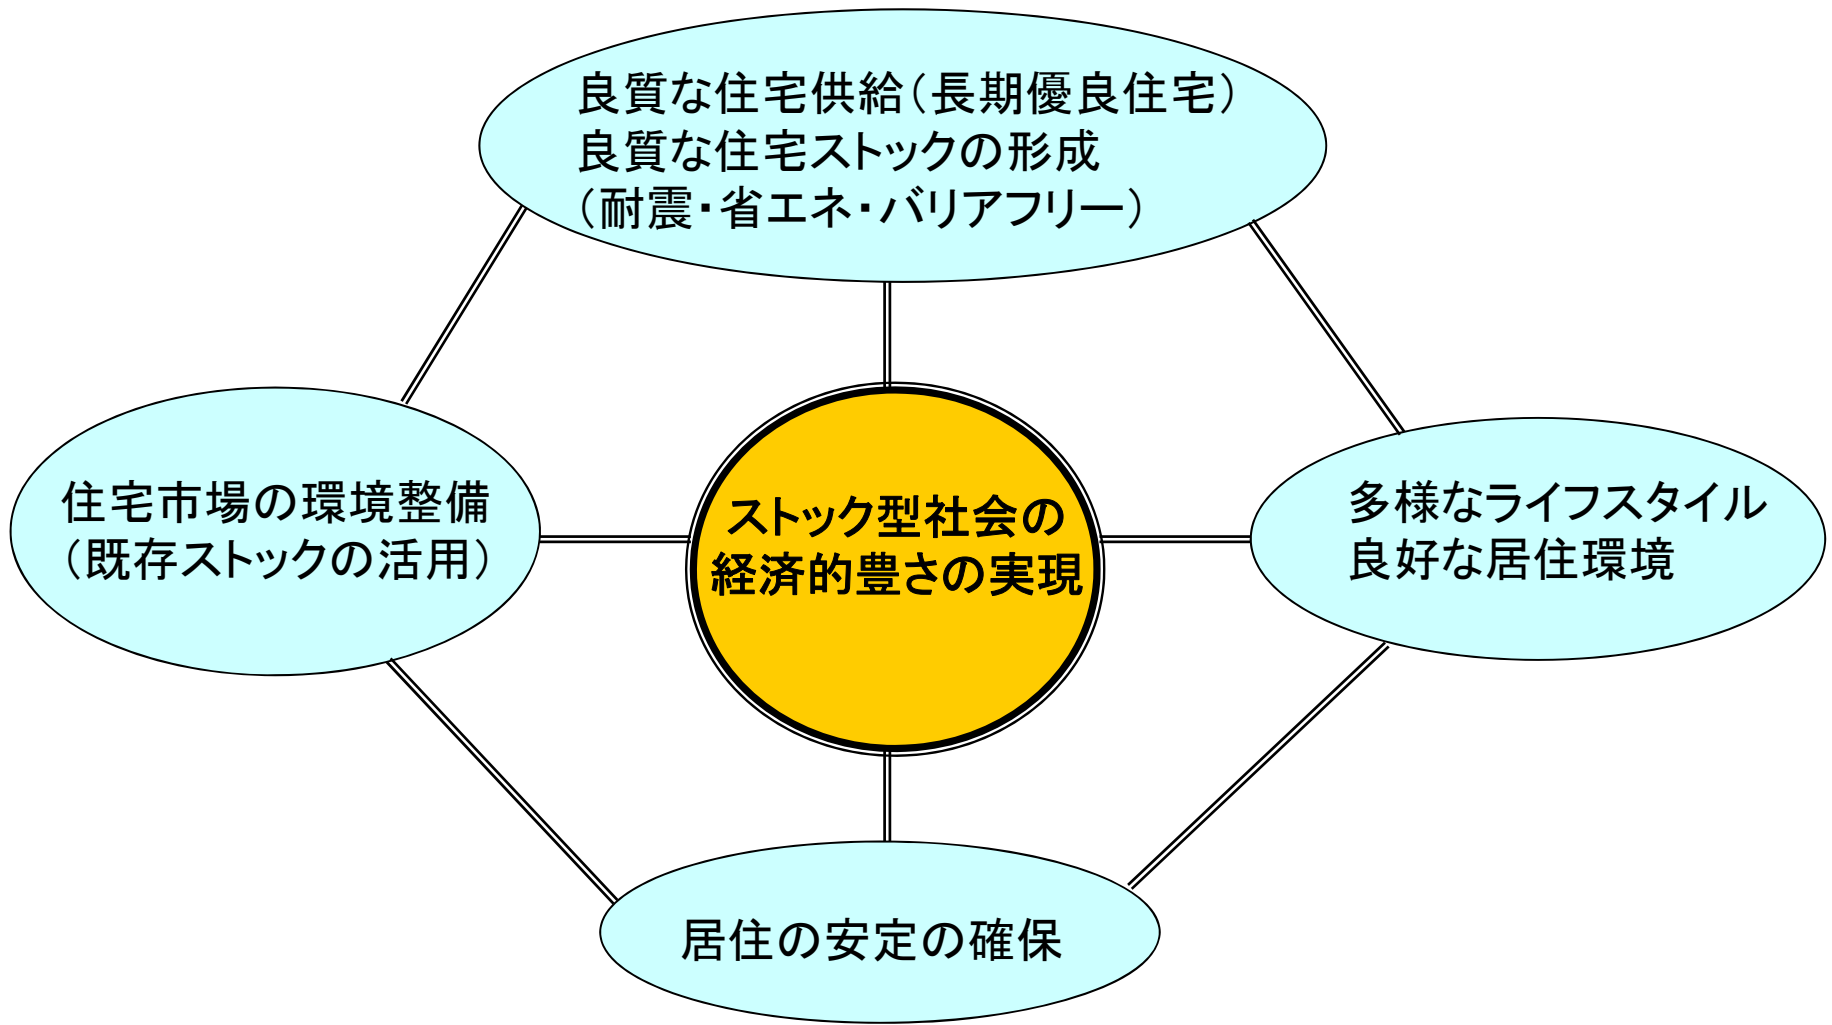 良質な住宅供給（長期優良住宅）
良質な住宅ストックの形成
（耐震・省エネ・バリアフリー）
住宅市場の環境整備
（既存ストックの活用）
ストック型社会の
経済的豊さの実現
多様なライフスタイル
良好な居住環境
居住の安定の確保